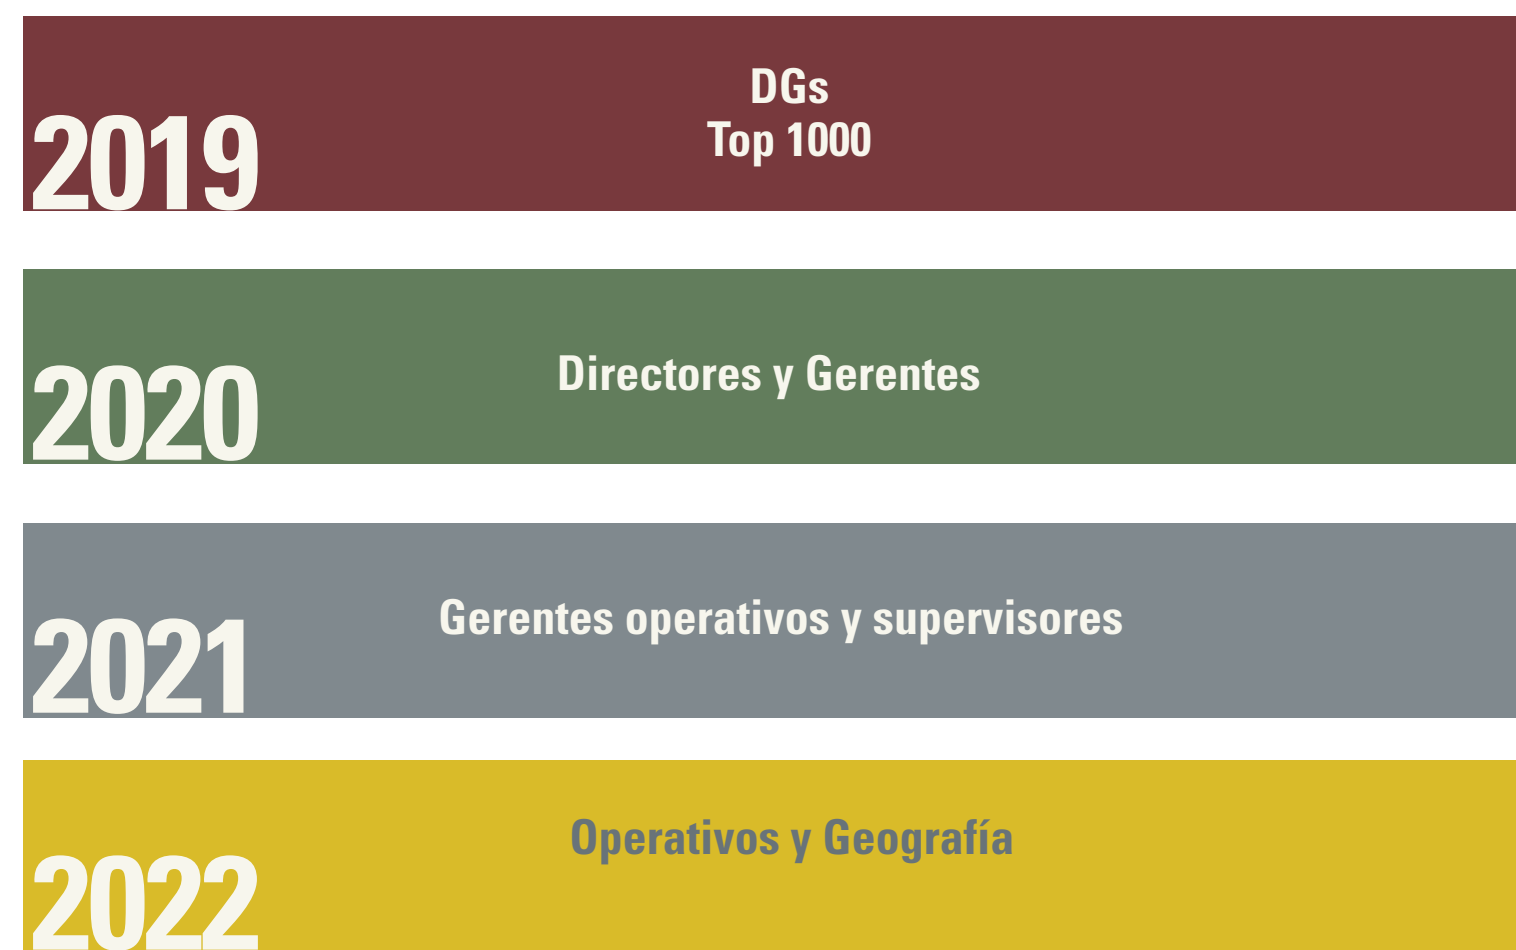 DGs
Top 1000
2019
Directores y Gerentes
2020
Gerentes operativos y supervisores
2021
Operativos y Geografía
2022